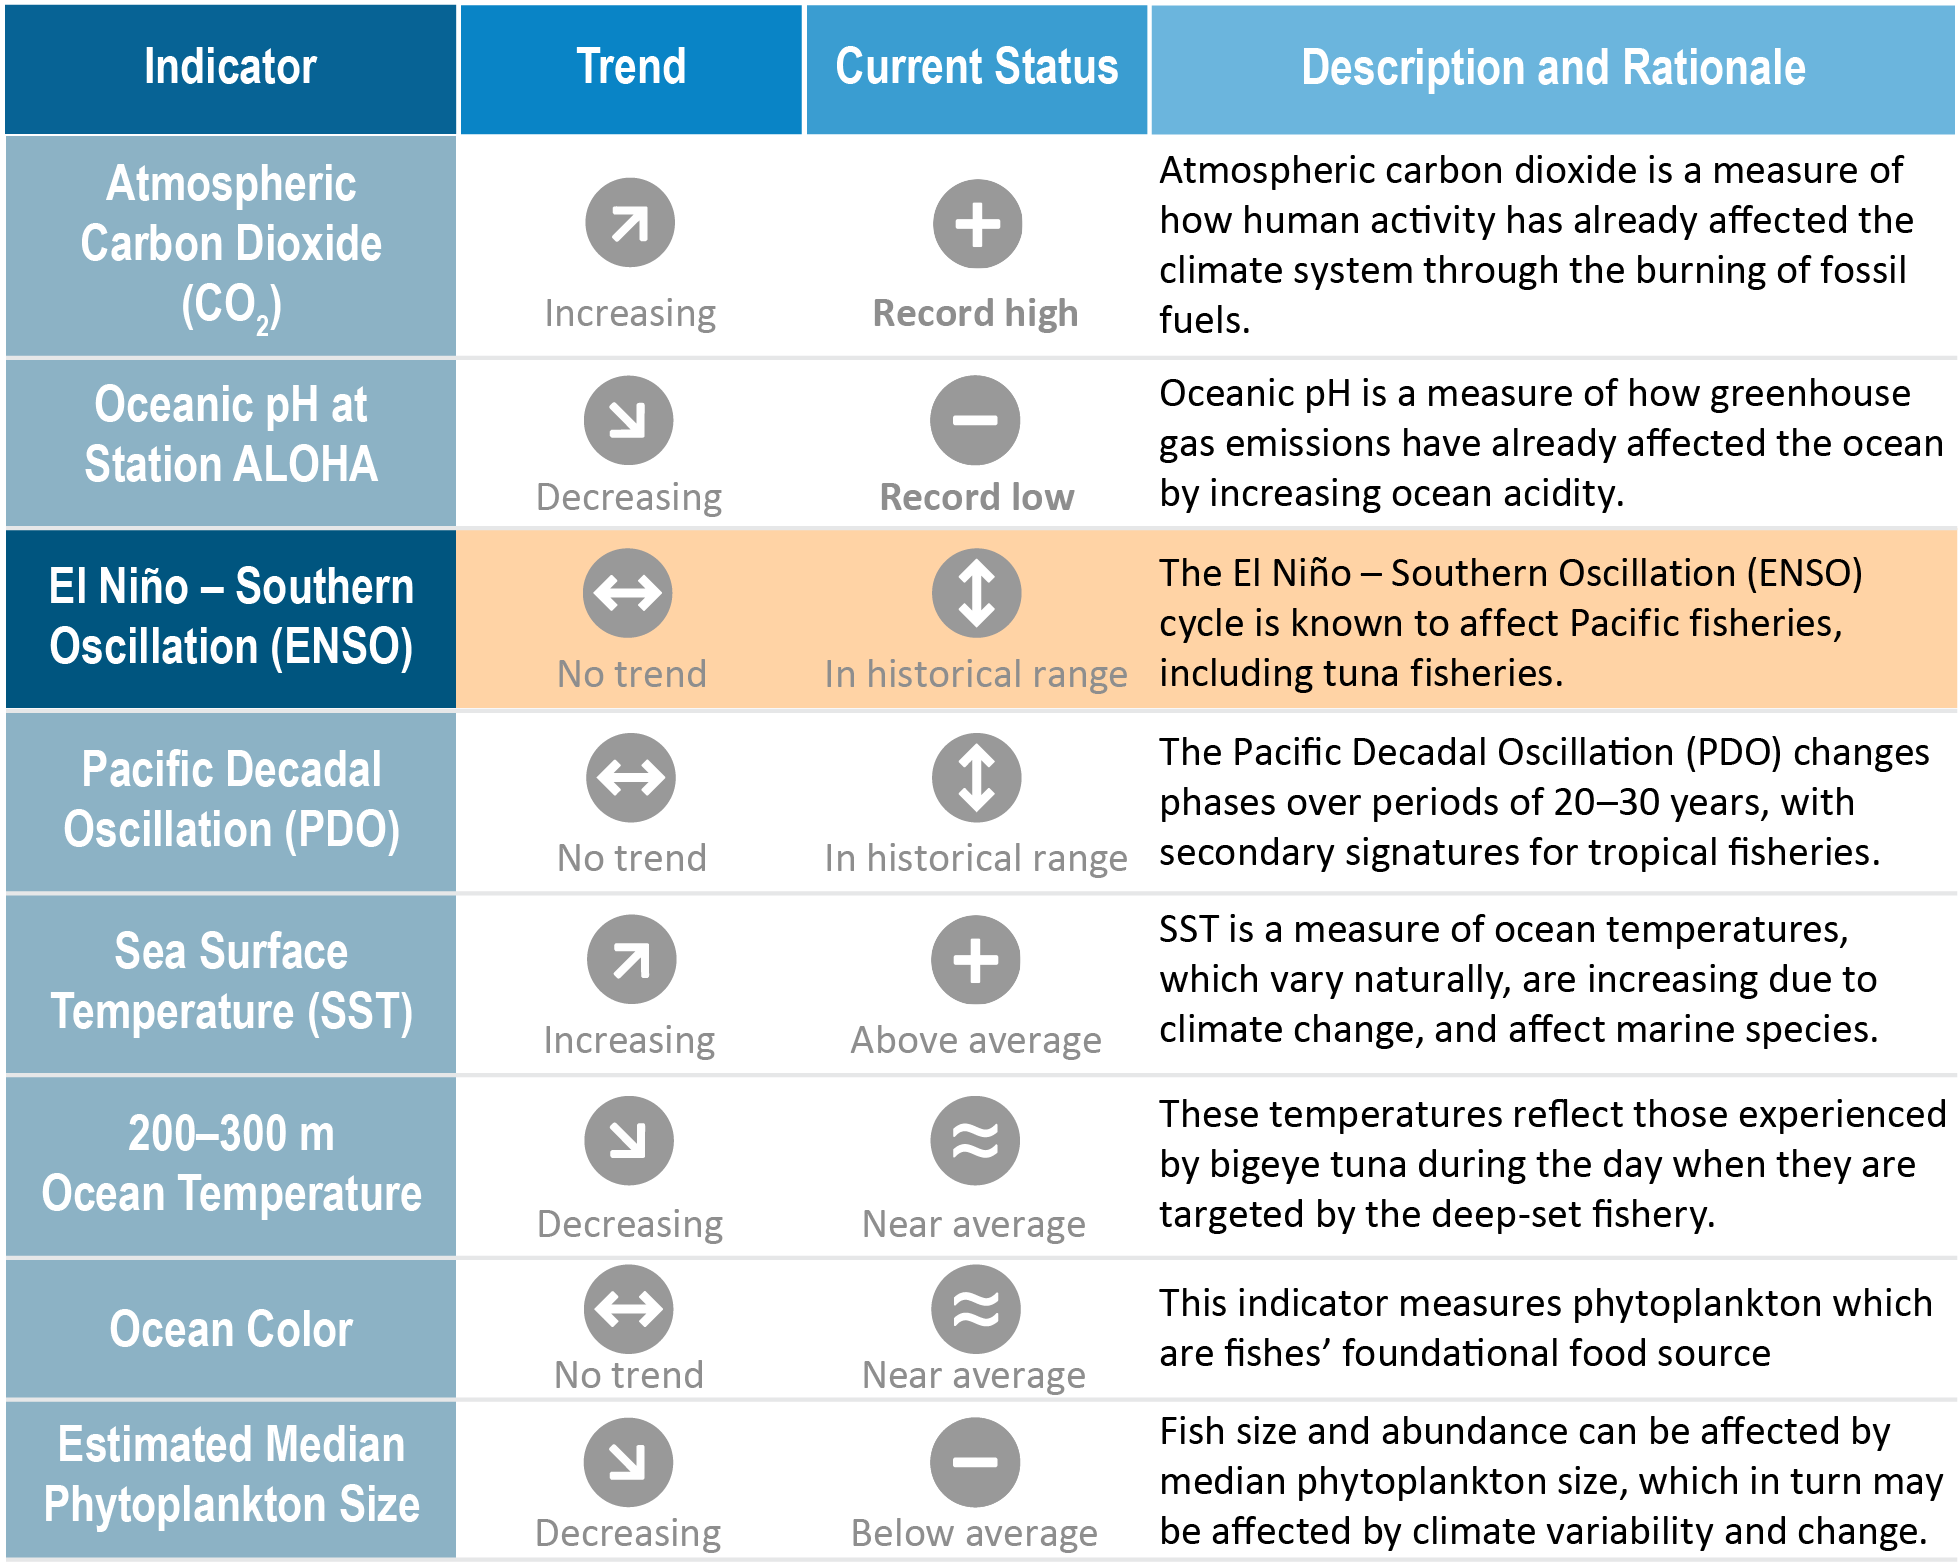 Indicator
Trend
Current Status
Description and Rationale
Atmospheric
Carbon Dioxide
(CO₂)
Increasing
Record high
Atmospheric carbon dioxide is a measure of
how human activity has already affected the
climate system through the burning of fossil
fuels.
Oceanic pH at
Station ALOHA
Decreasing
Record low
Oceanic pH is a measure of how greenhouse
gas emissions have already affected the ocean
by increasing ocean acidity.
El Niño – Southern
Oscillation (ENSO)
No trend
In historical range
The El Niño – Southern Oscillation (ENSO)
cycle is known to affect Pacific fisheries,
including tuna fisheries.
Pacific Decadal
Oscillation (PDO)
No trend
In historical range
The Pacific Decadal Oscillation (PDO) changes
phases over periods of 20–30 years, with
secondary signatures for tropical fisheries.
Sea Surface
Temperature (SST)
Increasing
Above average
SST is a measure of ocean temperatures,
which vary naturally, are increasing due to
climate change, and affect marine species.
200–300 m
Ocean Temperature
Decreasing
Near average
These temperatures reflect those experienced
by bigeye tuna during the day when they are
targeted by the deep-set fishery.
Ocean Color
No trend
Near average
This indicator measures phytoplankton which
are fishes’ foundational food source
Estimated Median
Phytoplankton Size
Decreasing
Below average
Fish size and abundance can be affected by
median phytoplankton size, which in turn may
be affected by climate variability and change.